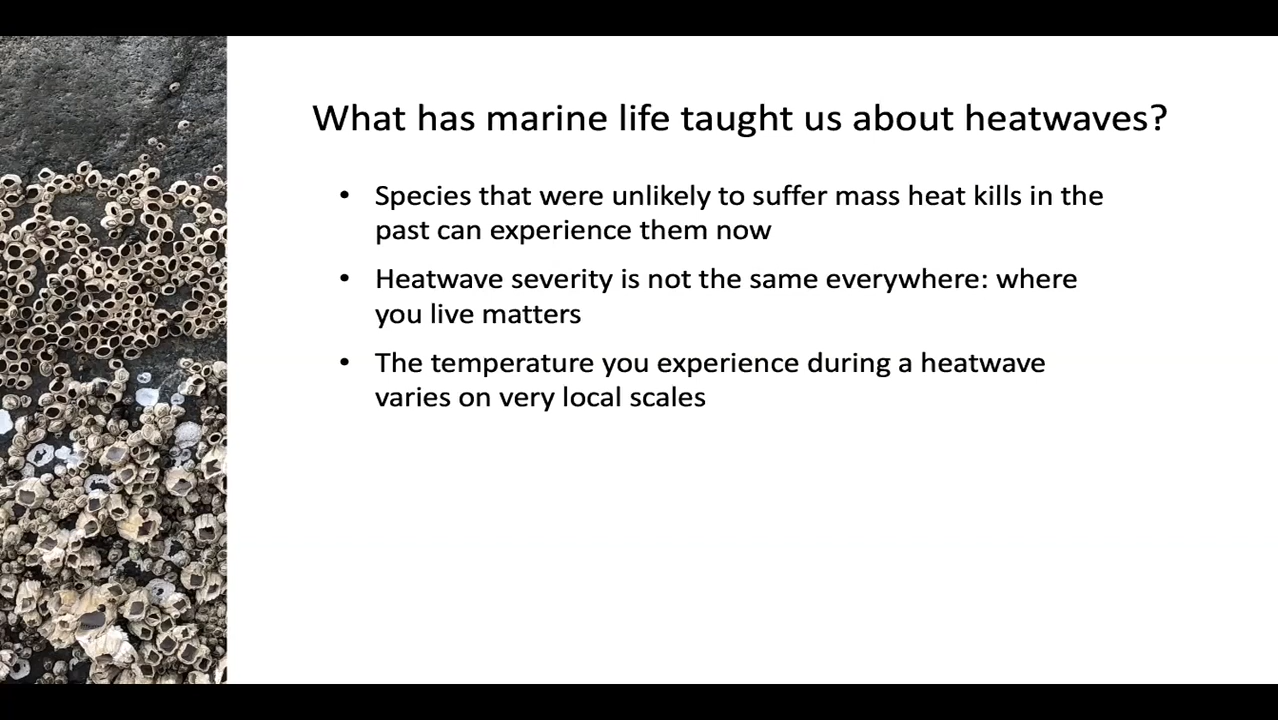 What has marine life taught us about heatwaves?
• Species that were unlikely to suffer mass heat kills in the
past can experience them now
• Heatwave severity is not the same everywhere: where
you live matters
• The temperature you experience during a heatwave
varies on very local scales